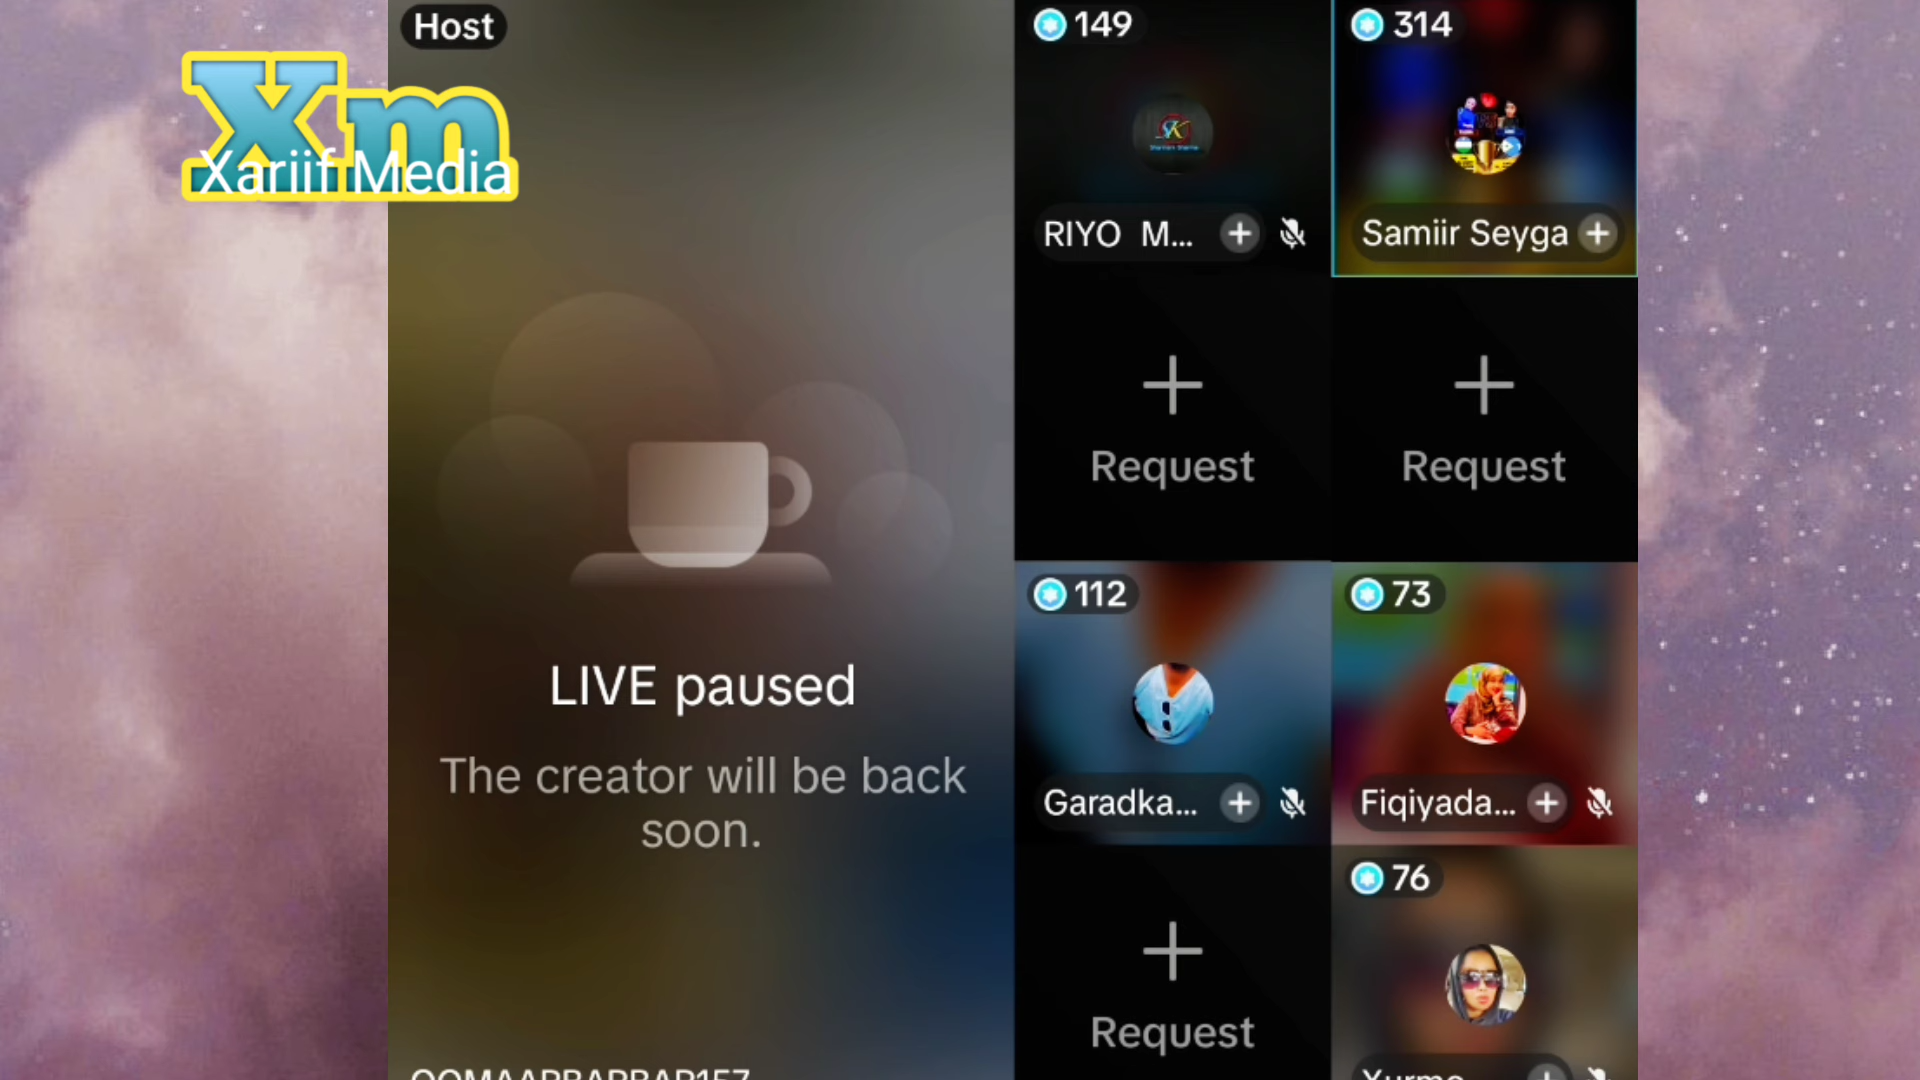 Host
Xm
Xariif Media
LIVE paused
The creator will be back
soon.
149
RIYO M...
314
Samiir Seyga
Request
Request
112
Garadka...
73
Fiqiyada...
Request
76